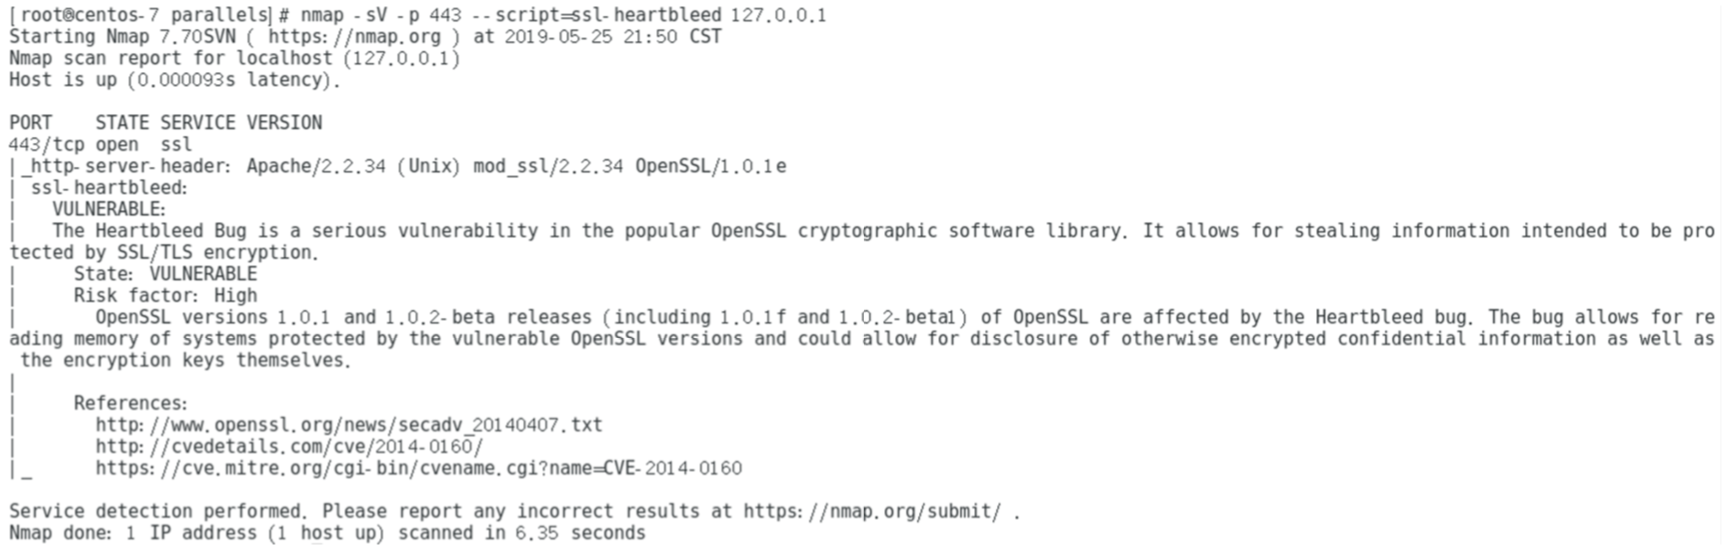 [root@centos-7 parallels]# nmap -sV -p 443 --script=ssl-heartbleed 127.0.0.1
Starting Nmap 7.70SVN ( https://nmap.org ) at 2019-05-25 21:50 CST
Nmap scan report for localhost (127.0.0.1)
Host is up (0.000093s latency).

PORT    STATE SERVICE VERSION
443/tcp open  ssl
|_http-server-header: Apache/2.2.34 (Unix) mod_ssl/2.2.34 OpenSSL/1.0.1e
| ssl-heartbleed:
|   VULNERABLE:
|   The Heartbleed Bug is a serious vulnerability in the popular OpenSSL cryptographic software library. It allows for stealing information intended to be pro
tected by SSL/TLS encryption.
|     State: VULNERABLE
|     Risk factor: High
|       OpenSSL versions 1.0.1 and 1.0.2-beta releases (including 1.0.1f and 1.0.2-beta1) of OpenSSL are affected by the Heartbleed bug. The bug allows for re
ading memory of systems protected by the vulnerable OpenSSL versions and could allow for disclosure of otherwise encrypted confidential information as well as
 the encryption keys themselves.
|
|     References:
|       http://www.openssl.org/news/secadv_20140407.txt
|       http://cvedetails.com/cve/2014-0160/
|_      https://cve.mitre.org/cgi-bin/cvename.cgi?name=CVE-2014-0160

Service detection performed. Please report any incorrect results at https://nmap.org/submit/ .
Nmap done: 1 IP address (1 host up) scanned in 6.35 seconds